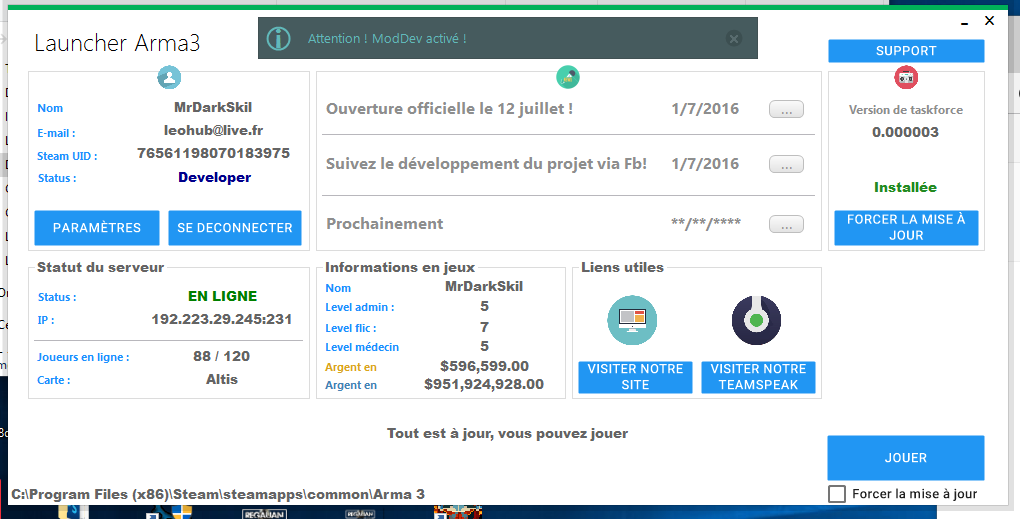 Launcher Arma3
Attention ! ModDev activé !
SUPPORT
Nom
MrDarkSkil
E-mail :
leohub@live.fr
Steam UID :
76561198070183975
Status :
Developer
PARAMÈTRES
SE DECONNECTER
Ouverture officielle le 12 juillet !
1/7/2016
...
Suivez le développement du projet via Fb!
1/7/2016
...
Prochainement
**/**/****
...
Version de taskforce
0.000003
Installée
FORCER LA MISE À
JOUR
Statut du serveur
Status :
EN LIGNE
IP :
192.223.29.245:231
Joueurs en ligne :
88 / 120
Carte :
Altis
Informations en jeux
Nom
MrDarkSkil
Level admin :
5
Level flic :
7
Level médecin
5
Argent en
$596,599.00
Argent en
$951,924,928.00
Liens utiles
VISITER NOTRE
SITE
VISITER NOTRE
TEAMSPEAK
Tout est à jour, vous pouvez jouer
JOUER
C:\Program Files (x86)\Steam\steamapps\common\Arma 3
Forcer la mise à jour